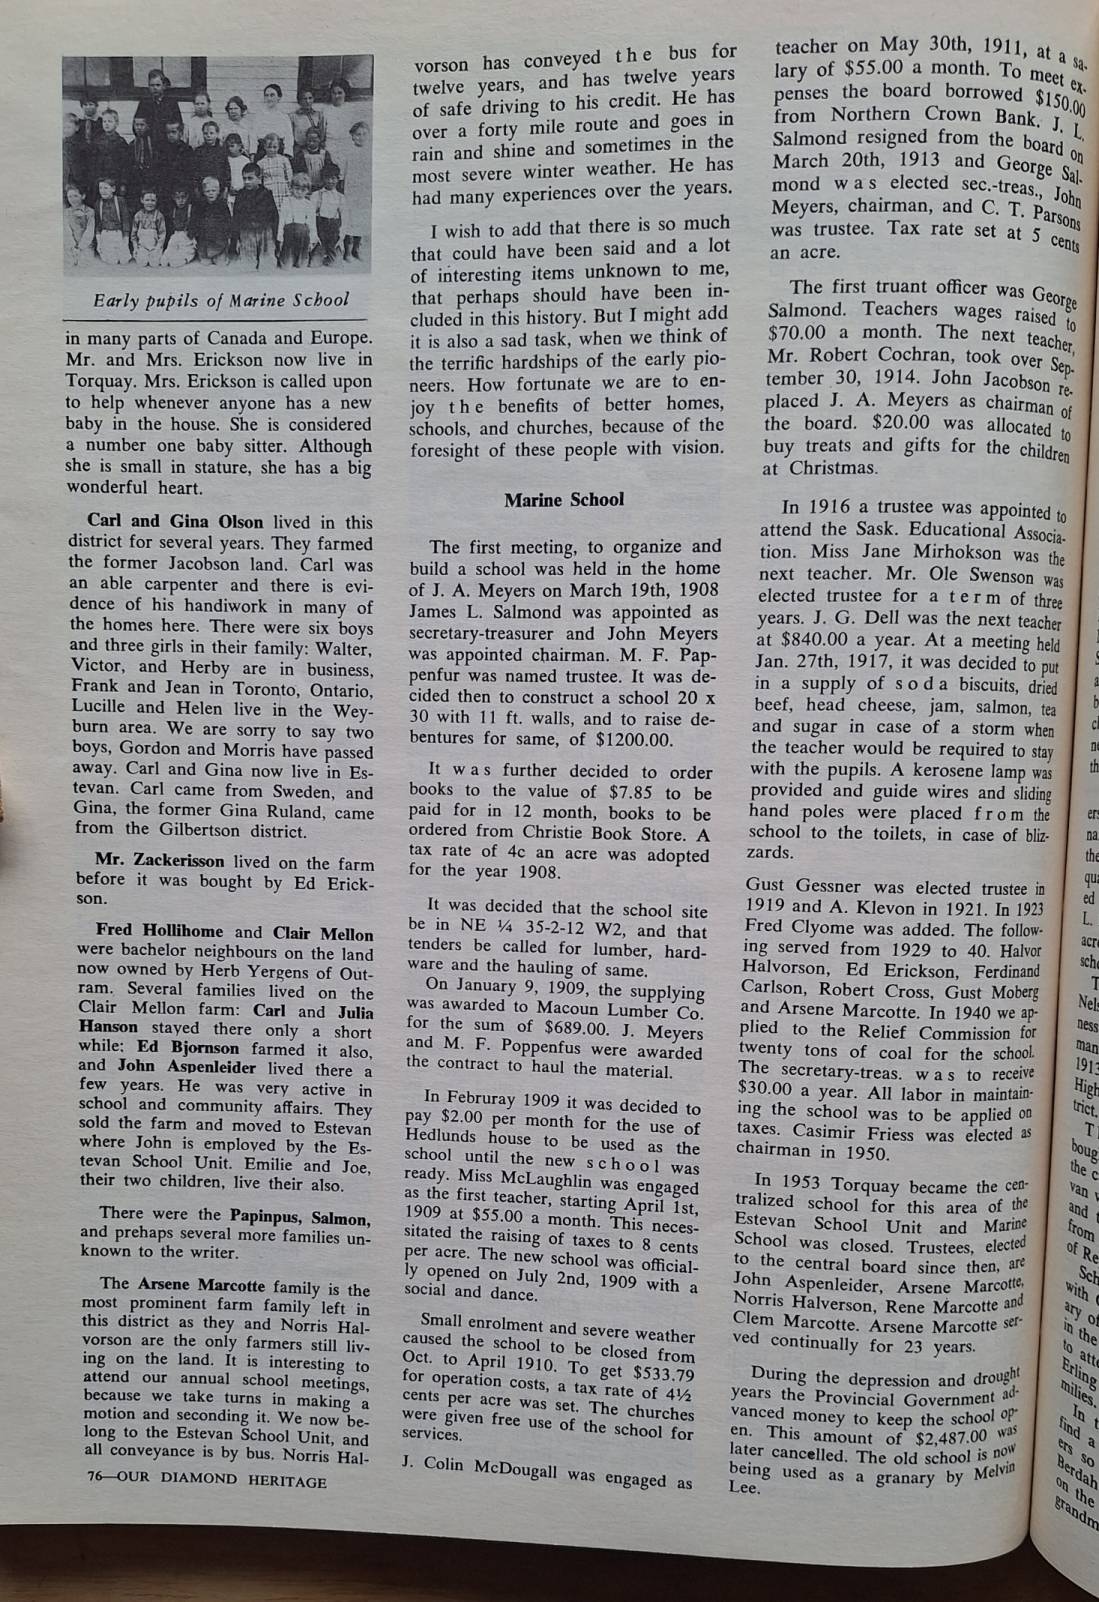 Early pupils of Marine School
in many parts of Canada and Europe.
Mr. and Mrs. Erickson now live in
Torquay. Mrs. Erickson is called upon
to help whenever anyone has a new
baby in the house. She is considered
a number one baby sitter. Although
she is small in stature, she has a big
wonderful heart.
Carl and Gina Olson lived in this
district for several years. They farmed
the former Jacobson land. Carl was
an able carpenter and there is evi-
dence of his handiwork in many of
the homes here. There were six boys
and three girls in their family: Walter,
Victor, and Herby are in business,
Frank and Jean in Toronto, Ontario,
Lucille and Helen live in the Wey-
burn area. We are sorry to say two
boys, Gordon and Morris have passed
away. Carl and Gina now live in Es-
tevan. Carl came from Sweden, and
Gina, the former Gina Ruland, came
from the Gilbertson district.
Mr. Zackerisson lived on the farm
before it was bought by Ed Erick-
son.
Fred Hollihome and Clair Mellon
were bachelor neighbours on the land
now owned by Herb Yergens of Out-
ram. Several families lived on the
Clair Mellon farm: Carl and Julia
Hanson stayed there only a short
while; Ed Bjornson farmed it also,
and John Aspenleider lived there a
few years. He was very active in
school and community affairs. They
sold the farm and moved to Estevan
where John is employed by the Es-
tevan School Unit. Emilie and Joe,
their two children, live their also.
There were the Papinpus, Salmon,
and prehaps several more families un-
known to the writer.
The Arsene Marcotte family is the
most prominent farm family left in
this district as they and Norris Hal-
vorson are the only farmers still liv-
ing on the land. It is interesting to
attend our annual school meetings,
because we take turns in making a
motion and seconding it. We now be-
long to the Estevan School Unit, and
all conveyance is by bus. Norris Hal-
76—OUR DIAMOND HERITAGE
vorson has conveyed the bus for
twelve years, and has twelve years
of safe driving to his credit. He has
over a forty mile route and goes in
rain and shine and sometimes in the
most severe winter weather. He has
had many experiences over the years.
I wish to add that there is so much
that could have been said and a lot
of interesting items unknown to me,
that perhaps should have been in-
cluded in this history. But I might add
it is also a sad task, when we think of
the terrific hardships of the early pio-
neers. How fortunate we are to en-
joy the benefits of better homes,
schools, and churches, because of the
foresight of these people with vision.
Marine School
The first meeting, to organize and
build a school was held in the home
of J. A. Meyers on March 19th, 1908
James L. Salmond was appointed as
secretary-treasurer and John Meyers
was appointed chairman. M. F. Pap-
penfur was named trustee. It was de-
cided then to construct a school 20 x
30 with 11 ft. walls, and to raise de-
bentures for same, of $1200.00.
It was further decided to order
books to the value of $7.85 to be
paid for in 12 month, books to be
ordered from Christie Book Store. A
tax rate of 4c an acre was adopted
for the year 1908.
It was decided that the school site
be in NE ¼ 35-2-12 W2, and that
tenders be called for lumber, hard-
ware and the hauling of same.
On January 9, 1909, the supplying
was awarded to Macoun Lumber Co.
for the sum of $689.00. J. Meyers
and M. F. Poppenfus were awarded
the contract to haul the material.
In Februray 1909 it was decided to
pay $2.00 per month for the use of
Hedlunds house to be used as the
school until the new school was
ready. Miss McLaughlin was engaged
as the first teacher, starting April 1st,
1909 at $55.00 a month. This neces-
sitated the raising of taxes to 8 cents
per acre. The new school was official-
ly opened on July 2nd, 1909 with a
social and dance.
Small enrolment and severe weather
caused the school to be closed from
Oct. to April 1910. To get $533.79
for operation costs, a tax rate of 4½
cents per acre was set. The churches
were given free use of the school for
services.
J. Colin McDougall was engaged as
teacher on May 30th, 1911, at a sa-
lary of $55.00 a month. To meet ex-
penses the board borrowed $150.00
from Northern Crown Bank. J. L.
Salmond resigned from the board on
March 20th, 1913 and George Sal-
mond was elected sec.-treas., John
Meyers, chairman, and C. T. Parsons
was trustee. Tax rate set at 5 cents
an acre.
The first truant officer was George
Salmond. Teachers wages raised to
$70.00 a month. The next teacher,
Mr. Robert Cochran, took over Sep-
tember 30, 1914. John Jacobson re-
placed J. A. Meyers as chairman of
the board. $20.00 was allocated to
buy treats and gifts for the children
at Christmas.
In 1916 a trustee was appointed to
attend the Sask. Educational Associa-
tion. Miss Jane Mirhokson was the
next teacher. Mr. Ole Swenson was
elected trustee for a term of three
years. J. G. Dell was the next teacher
at $840.00 a year. At a meeting held
Jan. 27th, 1917, it was decided to put
in a supply of soda biscuits, dried
beef, head cheese, jam, salmon, tea
and sugar in case of a storm when
the teacher would be required to stay
with the pupils. A kerosene lamp was
provided and guide wires and sliding
hand poles were placed from the
school to the toilets, in case of bliz-
zards.
Gust Gessner was elected trustee in
1919 and A. Klevon in 1921. In 1923
Fred Clyome was added. The follow-
ing served from 1929 to 40. Halvor
Halvorson, Ed Erickson, Ferdinand
Carlson, Robert Cross, Gust Moberg
and Arsene Marcotte. In 1940 we ap-
plied to the Relief Commission for
twenty tons of coal for the school.
The secretary-treas. was to receive
$30.00 a year. All labor in maintain-
ing the school was to be applied on
taxes. Casimir Friess was elected as
chairman in 1950.
In 1953 Torquay became the cen-
tralized school for this area of the
Estevan School Unit and Marine
School was closed. Trustees, elected
to the central board since then, are
John Aspenleider, Arsene Marcotte,
Norris Halverson, Rene Marcotte and
Clem Marcotte. Arsene Marcotte ser-
ved continually for 23 years.
During the depression and drought
years the Provincial Government ad-
vanced money to keep the school op-
en. This amount of $2,487.00 was
later cancelled. The old school is now
being used as a granary by Melvin
Lee.